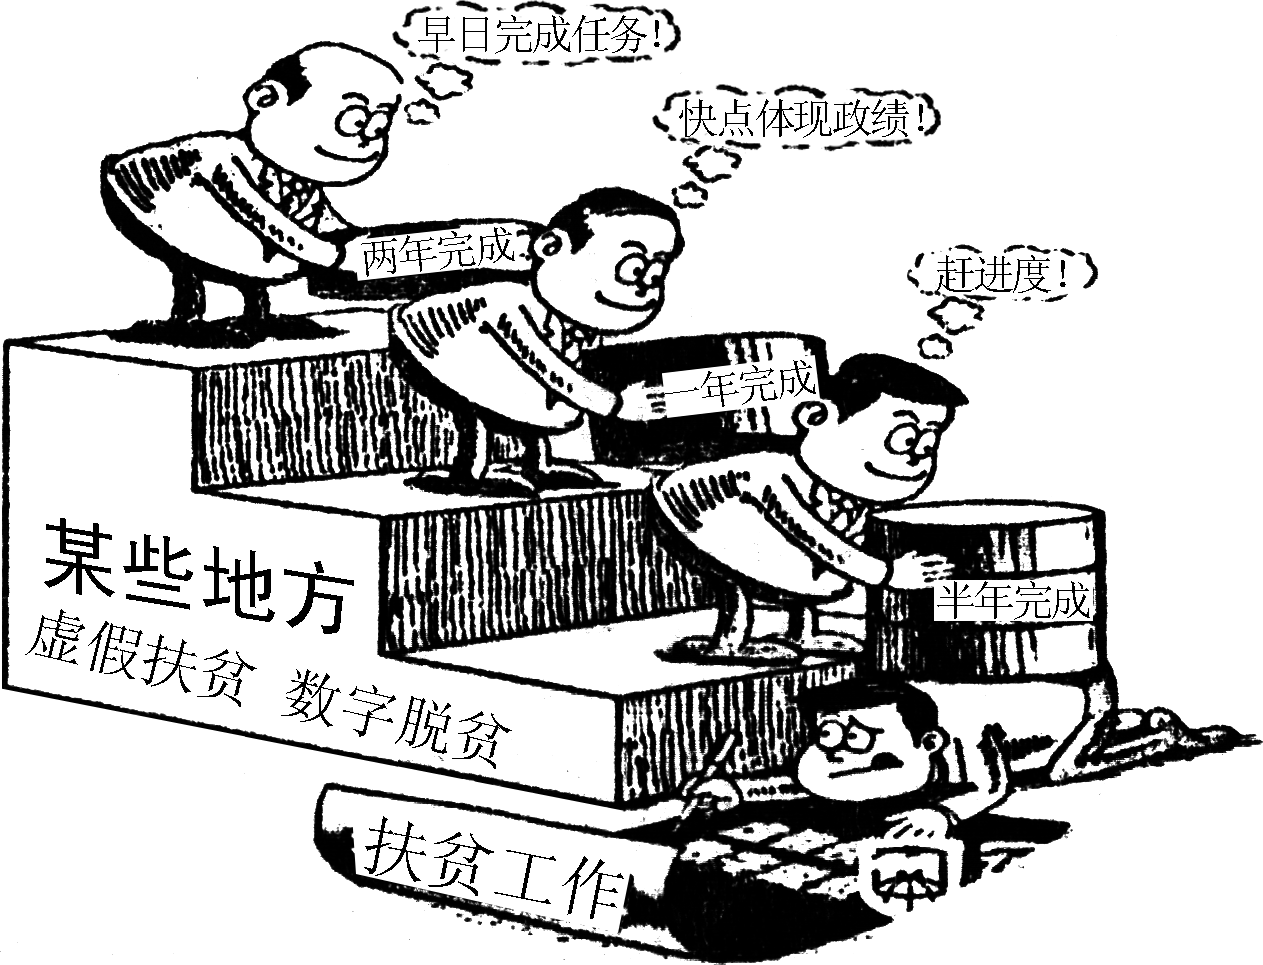 早日完成任务!
快点体现政绩!
赶进度!
两年完成
一年完成
半年完成
某些地方
虚假扶贫 数字脱贫
扶贫工作